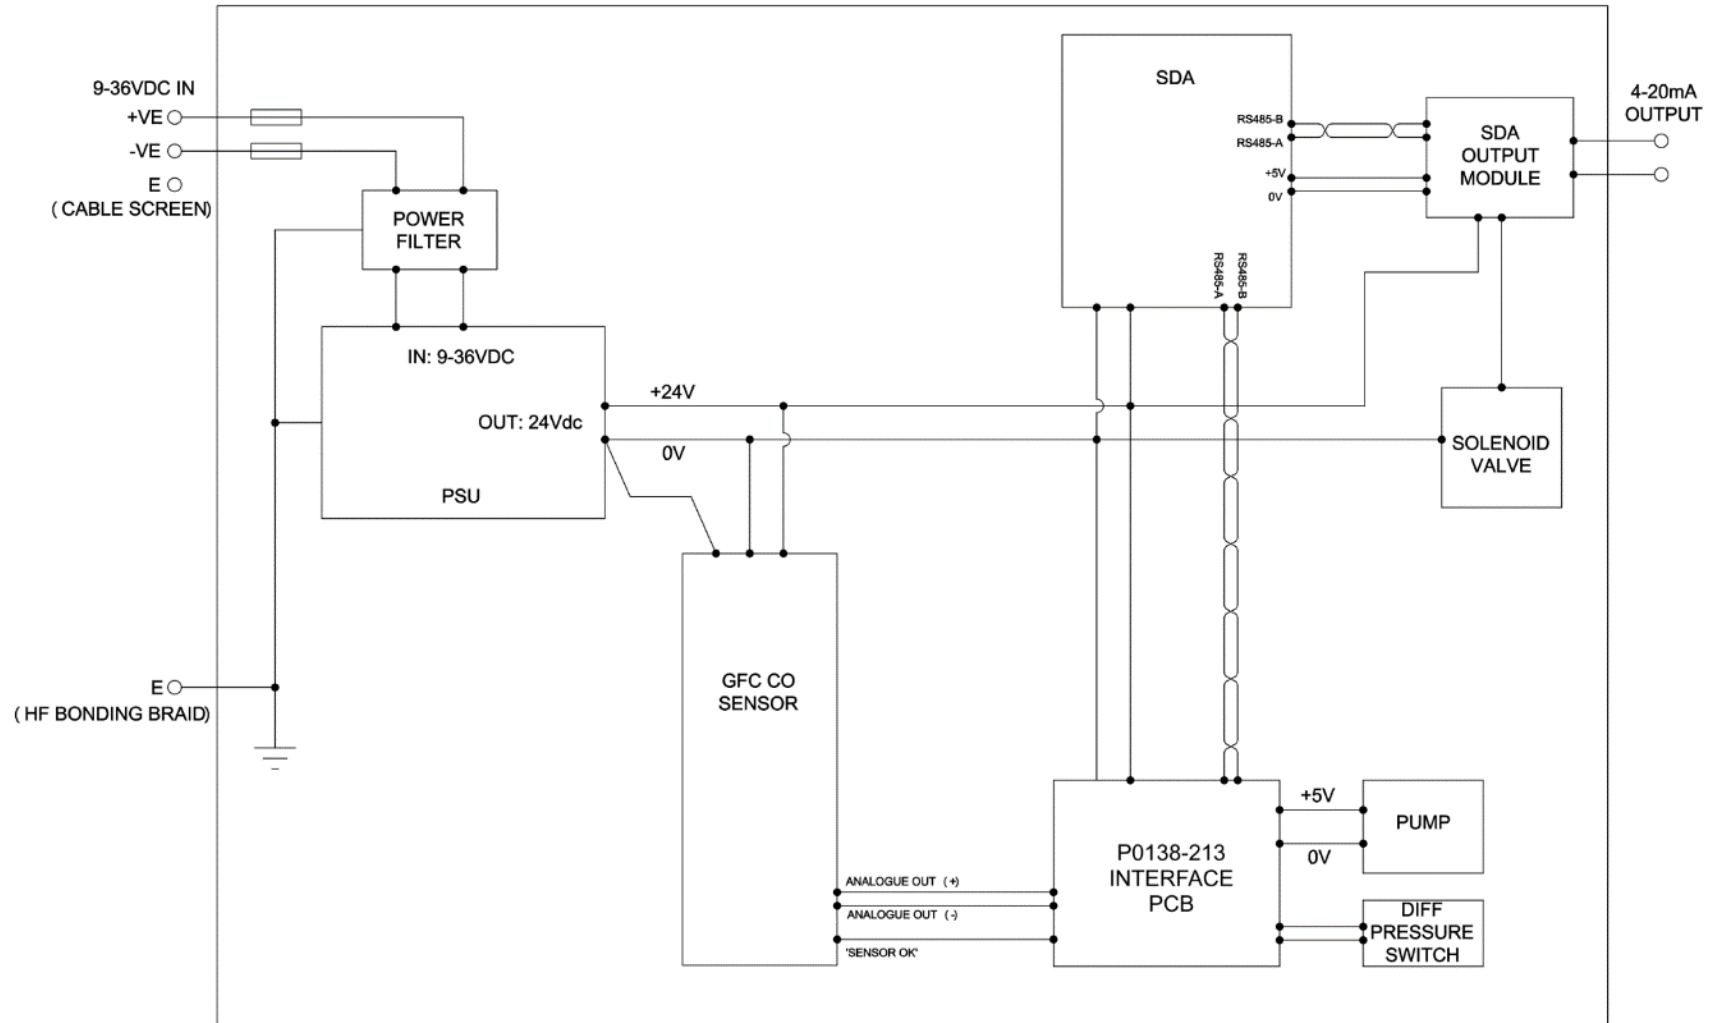 9-36VDC IN
+VE
-VE
E
( CABLE SCREEN)
POWER
FILTER
IN: 9-36VDC
OUT: 24Vdc
PSU
+24V
0V
E
( HF BONDING BRAID)
SDA
RS485-B
RS485-A
+5V
0V
RS485-A
RS485-B
SDA
OUTPUT
MODULE
4-20mA
OUTPUT
SOLENOID
VALVE
GFC CO
SENSOR
ANALOGUE OUT (+)
ANALOGUE OUT (-)
'SENSOR OK'
P0138-213
INTERFACE
PCB
+5V
0V
PUMP
DIFF
PRESSURE
SWITCH